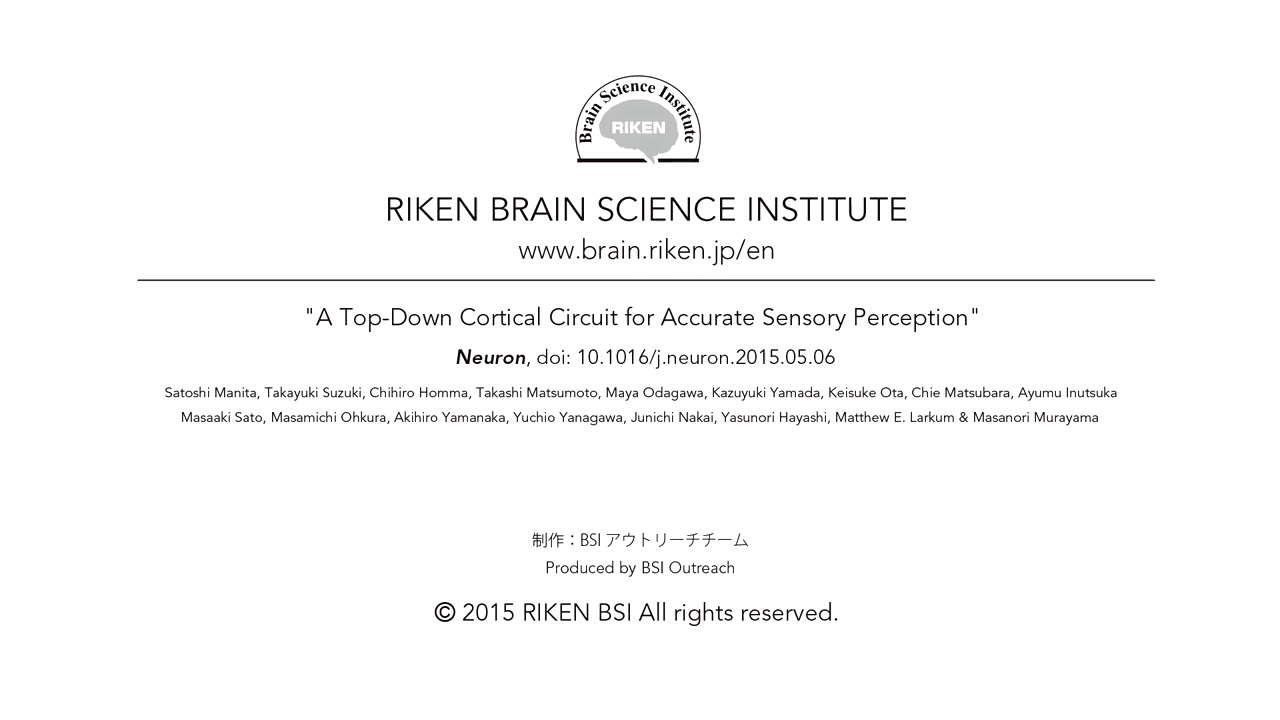 Brain Science Institute
RIKEN
RIKEN BRAIN SCIENCE INSTITUTE
www.brain.riken.jp/en
"A Top-Down Cortical Circuit for Accurate Sensory Perception"
Neuron, doi: 10.1016/j.neuron.2015.05.06
Satoshi Manita, Takayuki Suzuki, Chihiro Homma, Takashi Matsumoto, Maya Odagawa, Kazuyuki Yamada, Keisuke Ota, Chie Matsubara, Ayumu Inutsuka
Masaaki Sato, Masamichi Ohkura, Akihiro Yamanaka, Yuchio Yanagawa, Junichi Nakai, Yasunori Hayashi, Matthew E. Larkum & Masanori Murayama
制作：BSI アウトリーチチーム
Produced by BSI Outreach
© 2015 RIKEN BSI All rights reserved.